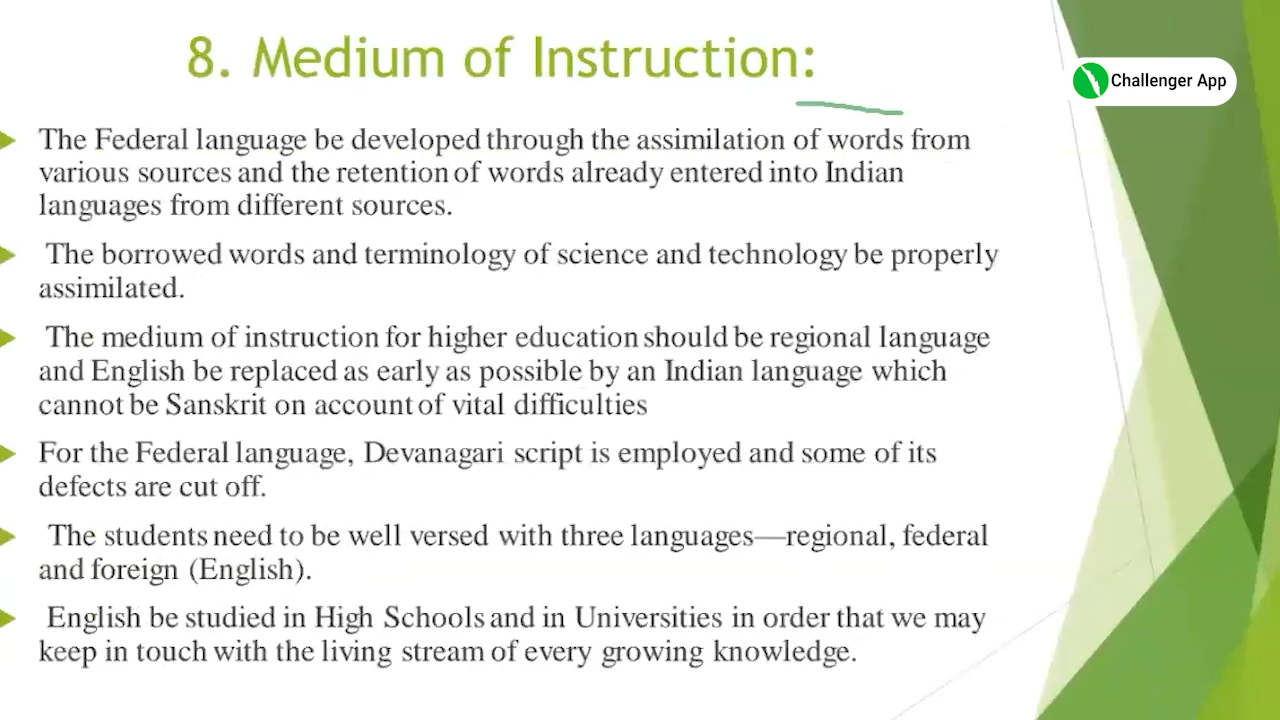 8. Medium of Instruction:
Challenger App
The Federal language be developed through the assimilation of words from
various sources and the retention of words already entered into Indian
languages from different sources.
The borrowed words and terminology of science and technology be properly
assimilated.
The medium of instruction for higher education should be regional language
and English be replaced as early as possible by an Indian language which
cannot be Sanskrit on account of vital difficulties
For the Federal language, Devanagari script is employed and some of its
defects are cut off.
The students need to be well versed with three languages—regional, federal
and foreign (English).
English be studied in High Schools and in Universities in order that we may
keep in touch with the living stream of every growing knowledge.